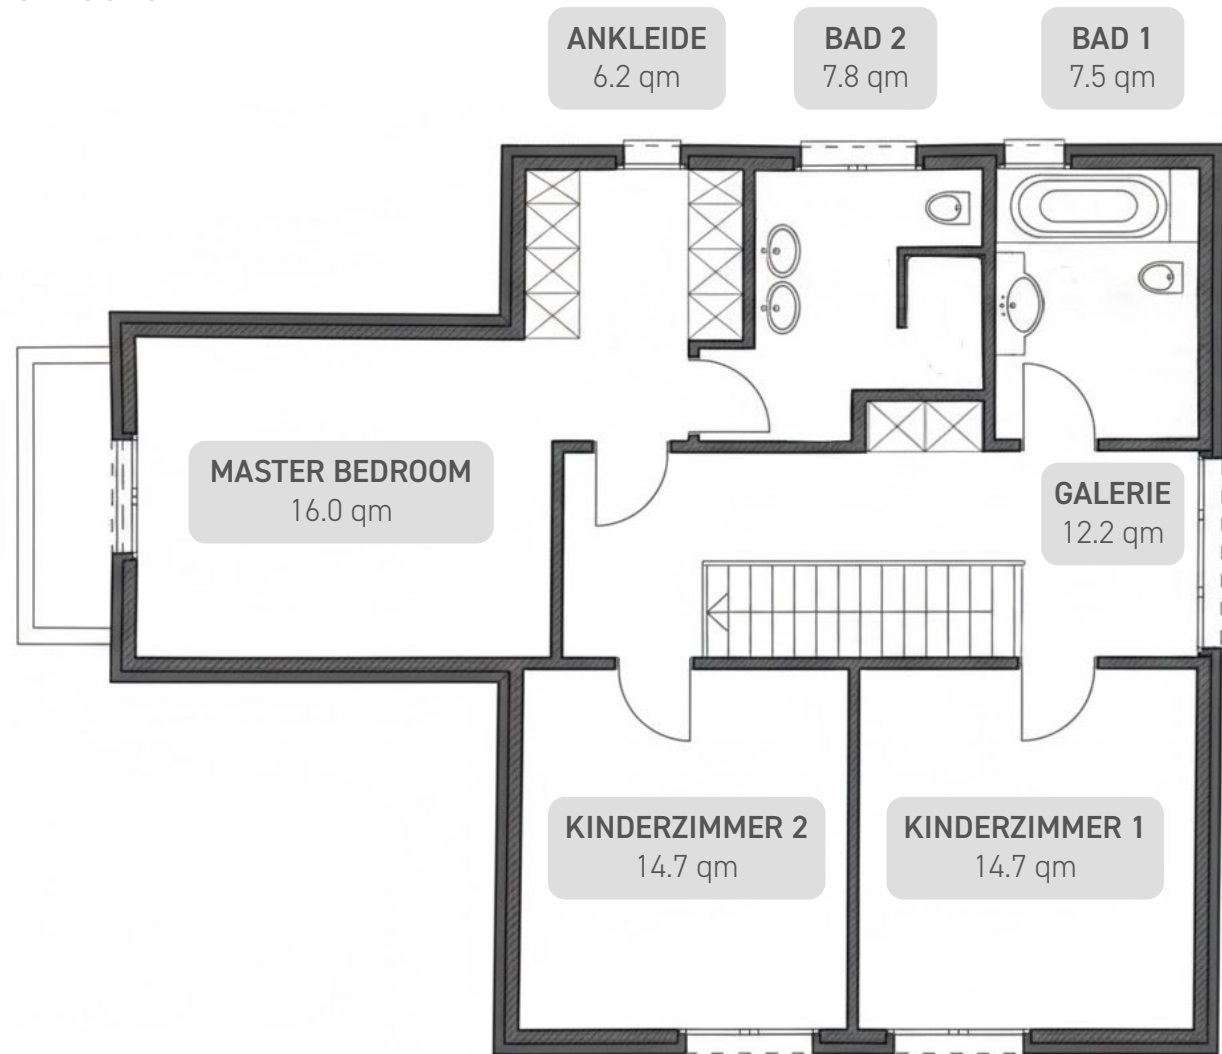 ANKLEIDE
6.2 qm
BAD 2
7.8 qm
BAD 1
7.5 qm
MASTER BEDROOM
16.0 qm
GALERIE
12.2 qm
KINDERZIMMER 2
14.7 qm
KINDERZIMMER 1
14.7 qm